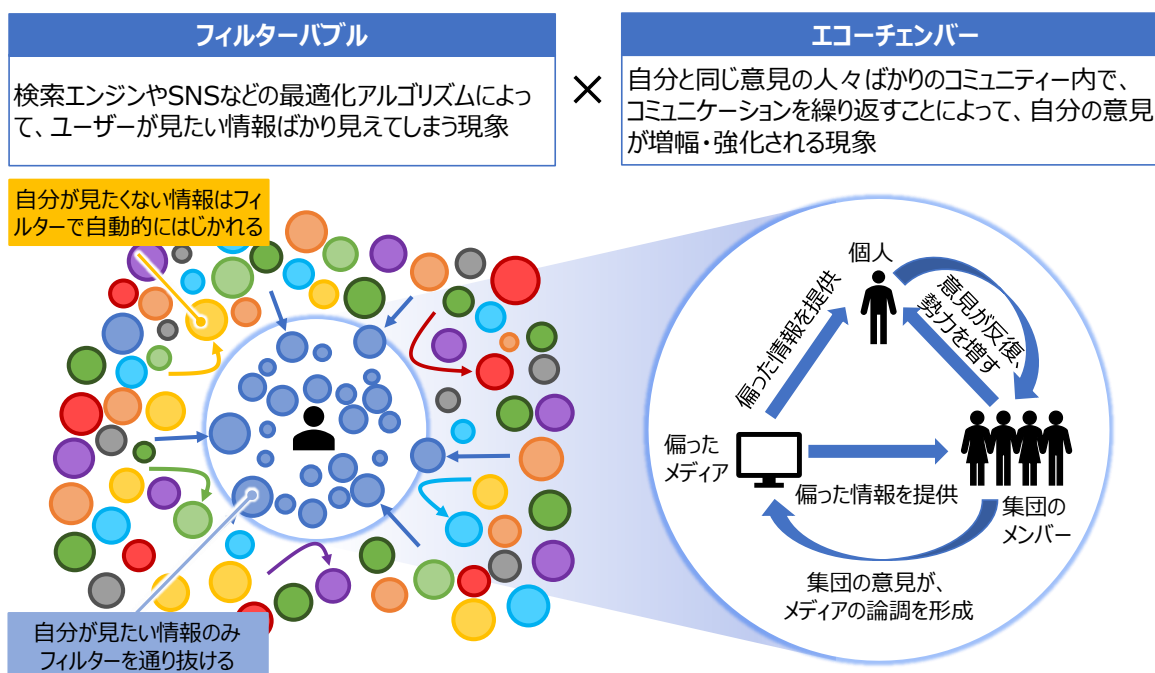 フィルターバブル
検索エンジンやSNSなどの最適化アルゴリズムによっ
て、ユーザーが見たい情報ばかり見えてしまう現象
×
エコーチェンバー
自分と同じ意見の人々ばかりのコミュニティー内で、
コミュニケーションを繰り返すことによって、自分の意見
が増幅・強化される現象
自分が見たくない情報はフィ
ルターで自動的にはじかれる
自分が見たい情報のみ
フィルターを通り抜ける
個人
偏った情報を提供
意見が反復、
勢力を増す
偏った
メディア
偏った情報を提供
集団の
メンバー
集団の意見が、
メディアの論調を形成